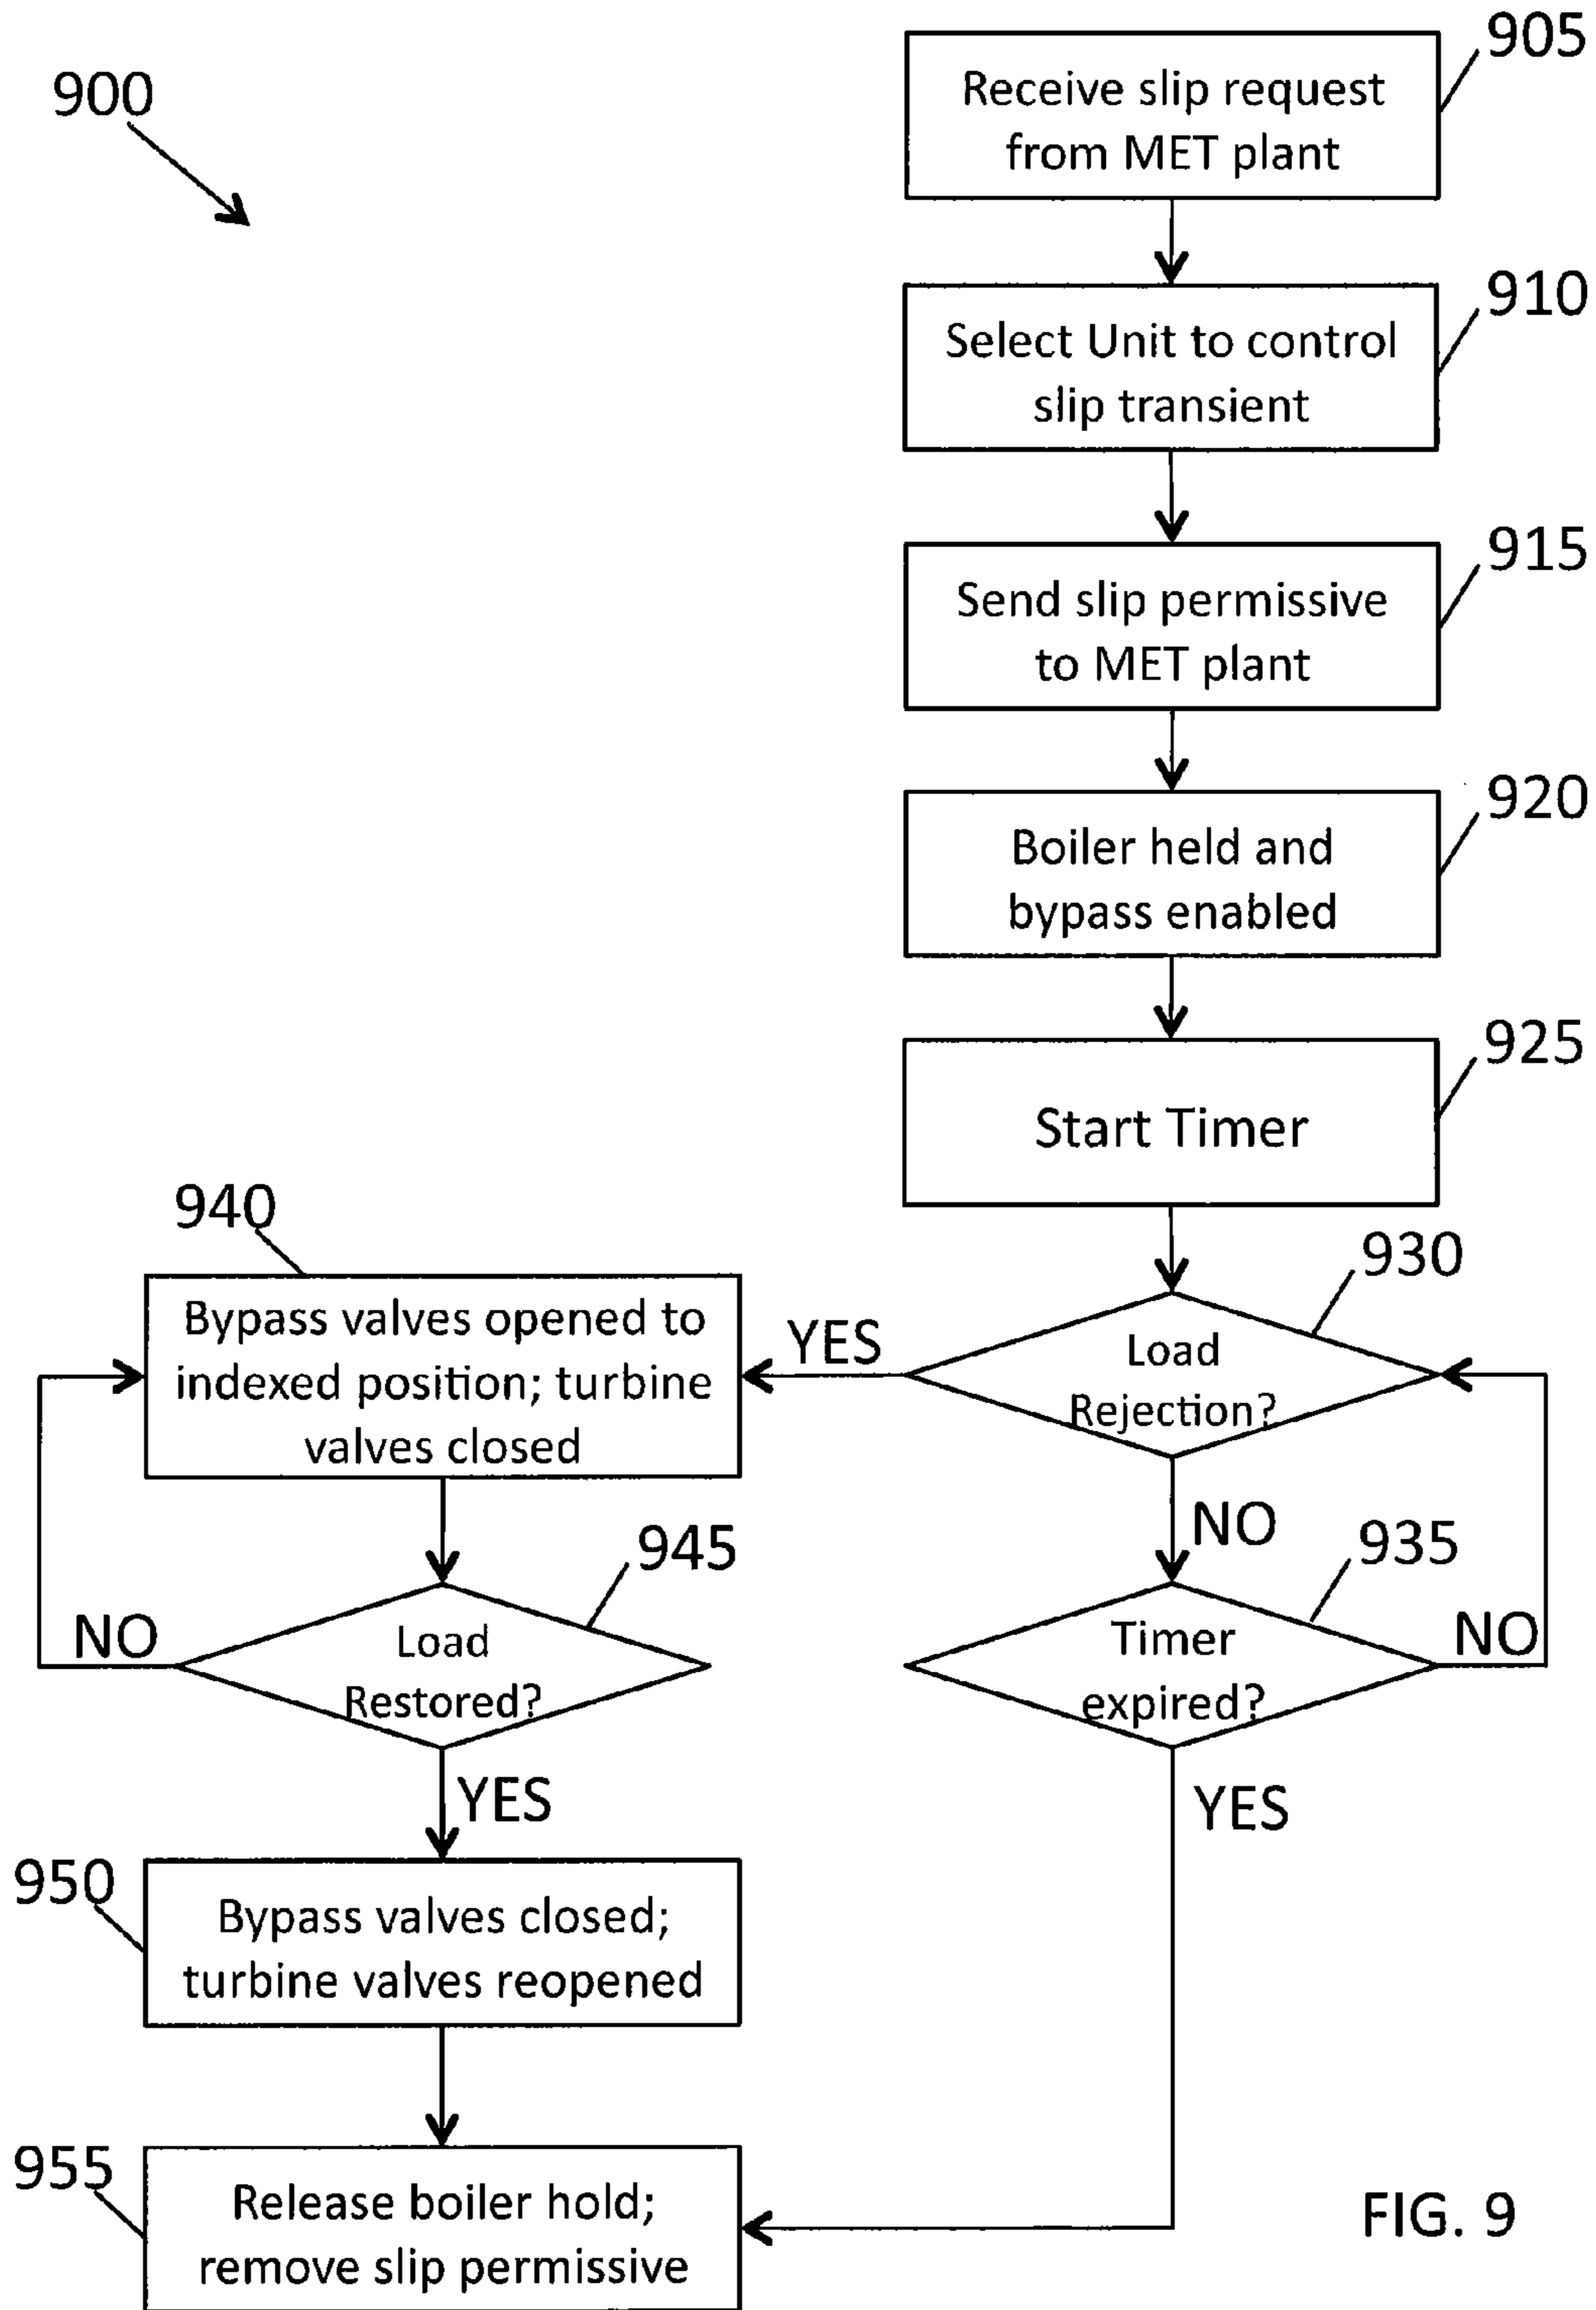 900
905
Receive slip request
from MET plant
910
Select Unit to control
slip transient
915
Send slip permissive
to MET plant
920
Boiler held and
bypass enabled
925
Start Timer
930
Load
Rejection?
YES
NO
940
Bypass valves opened to
indexed position; turbine
valves closed
935
Timer
expired?
NO
YES
945
Load
Restored?
NO
YES
950
Bypass valves closed;
turbine valves reopened
955
Release boiler hold;
remove slip permissive
FIG. 9